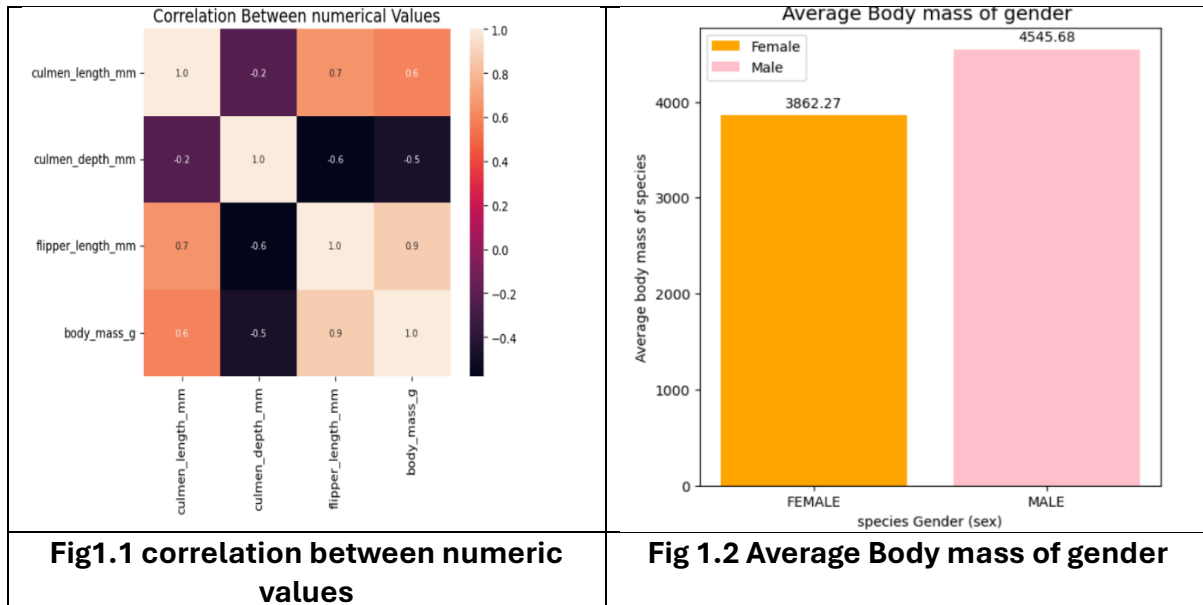 Correlation Between numerical Values
culmen_length_mm
1.0 -0.2 0.7 0.6
culmen_depth_mm
-0.2 1.0 -0.6 -0.5
flipper_length_mm
0.7 -0.6 1.0 0.9
body_mass_g
0.6 -0.5 0.9 1.0
culmen_length_mm
culmen_depth_mm
flipper_length_mm
body_mass_g
1.0
0.8
0.6
0.4
0.2
0.0
−0.2
−0.4
Fig1.1 correlation between numeric
values
Average Body mass of gender
Female
Male
3862.27
4545.68
Average body mass of species
4000
3000
2000
1000
0
FEMALE MALE
species Gender (sex)
Fig 1.2 Average Body mass of gender